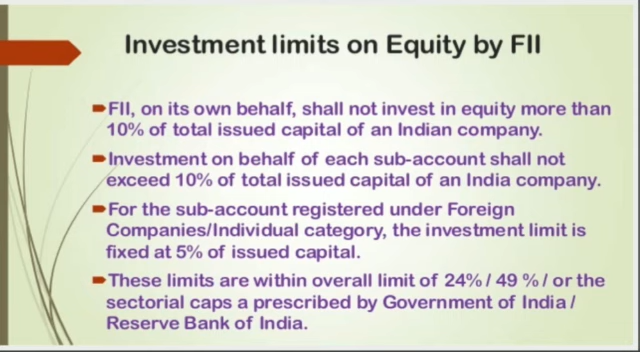 Investment limits on Equity by FII
FII, on its own behalf, shall not invest in equity more than
10% of total issued capital of an Indian company.
Investment on behalf of each sub-account shall not
exceed 10% of total issued capital of an India company.
For the sub-account registered under Foreign
Companies/Individual category, the investment limit is
fixed at 5% of issued capital.
These limits are within overall limit of 24% / 49 % / or the
sectorial caps a prescribed by Government of India /
Reserve Bank of India.